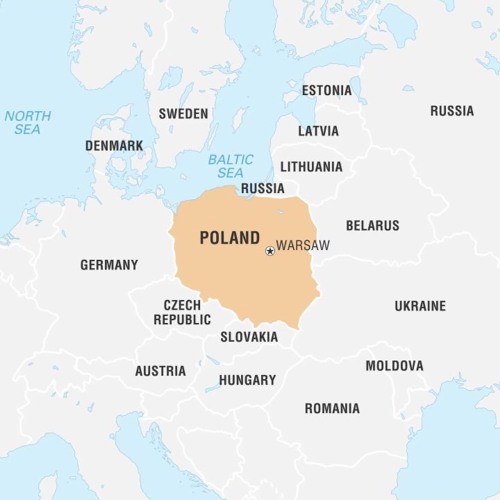 ESTONIA
RUSSIA
NORTH
SEA
SWEDEN
LATVIA
DENMARK
BALTIC
SEA
LITHUANIA
RUSSIA
BELARUS
POLAND
WARSAW
GERMANY
CZECH
REPUBLIC
UKRAINE
SLOVAKIA
AUSTRIA
MOLDOVA
HUNGARY
ROMANIA